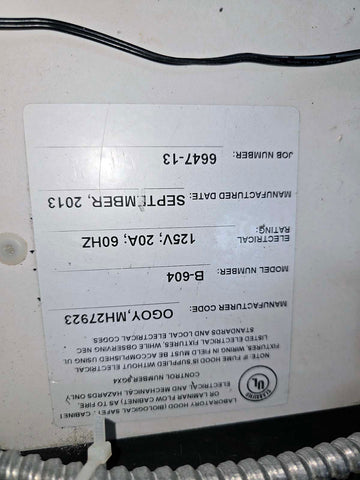 LABORATORY HOOD (BIOLOGICAL SAFETY CABINET
OR LAMINAR FLOW CABINET) AS TO FIRE,
ELECTRICAL AND MECHANICAL HAZARDS ONLY
CONTROL NUMBER:90X4
NOTE IF FUME HOOD IS SUPPLIED WITHOUT ELECTRICAL
FIXTURES. WIRING MUST BE ACCOMPLISHED USING UL
LISTED ELECTRICAL FIXTURES, WHILE OBSERVING NEC
STANDARDS AND LOCAL ELECTRICAL CODES.
MANUFACTURER CODE: OGOY.MH27923
MODEL NUMBER: B-604
ELECTRICAL RATING: 125V; 20A; 60HZ
MANUFACTURED DATE: SEPTEMBER, 2013
JOB NUMBER: 6647-13
UL
CLASSIFIED